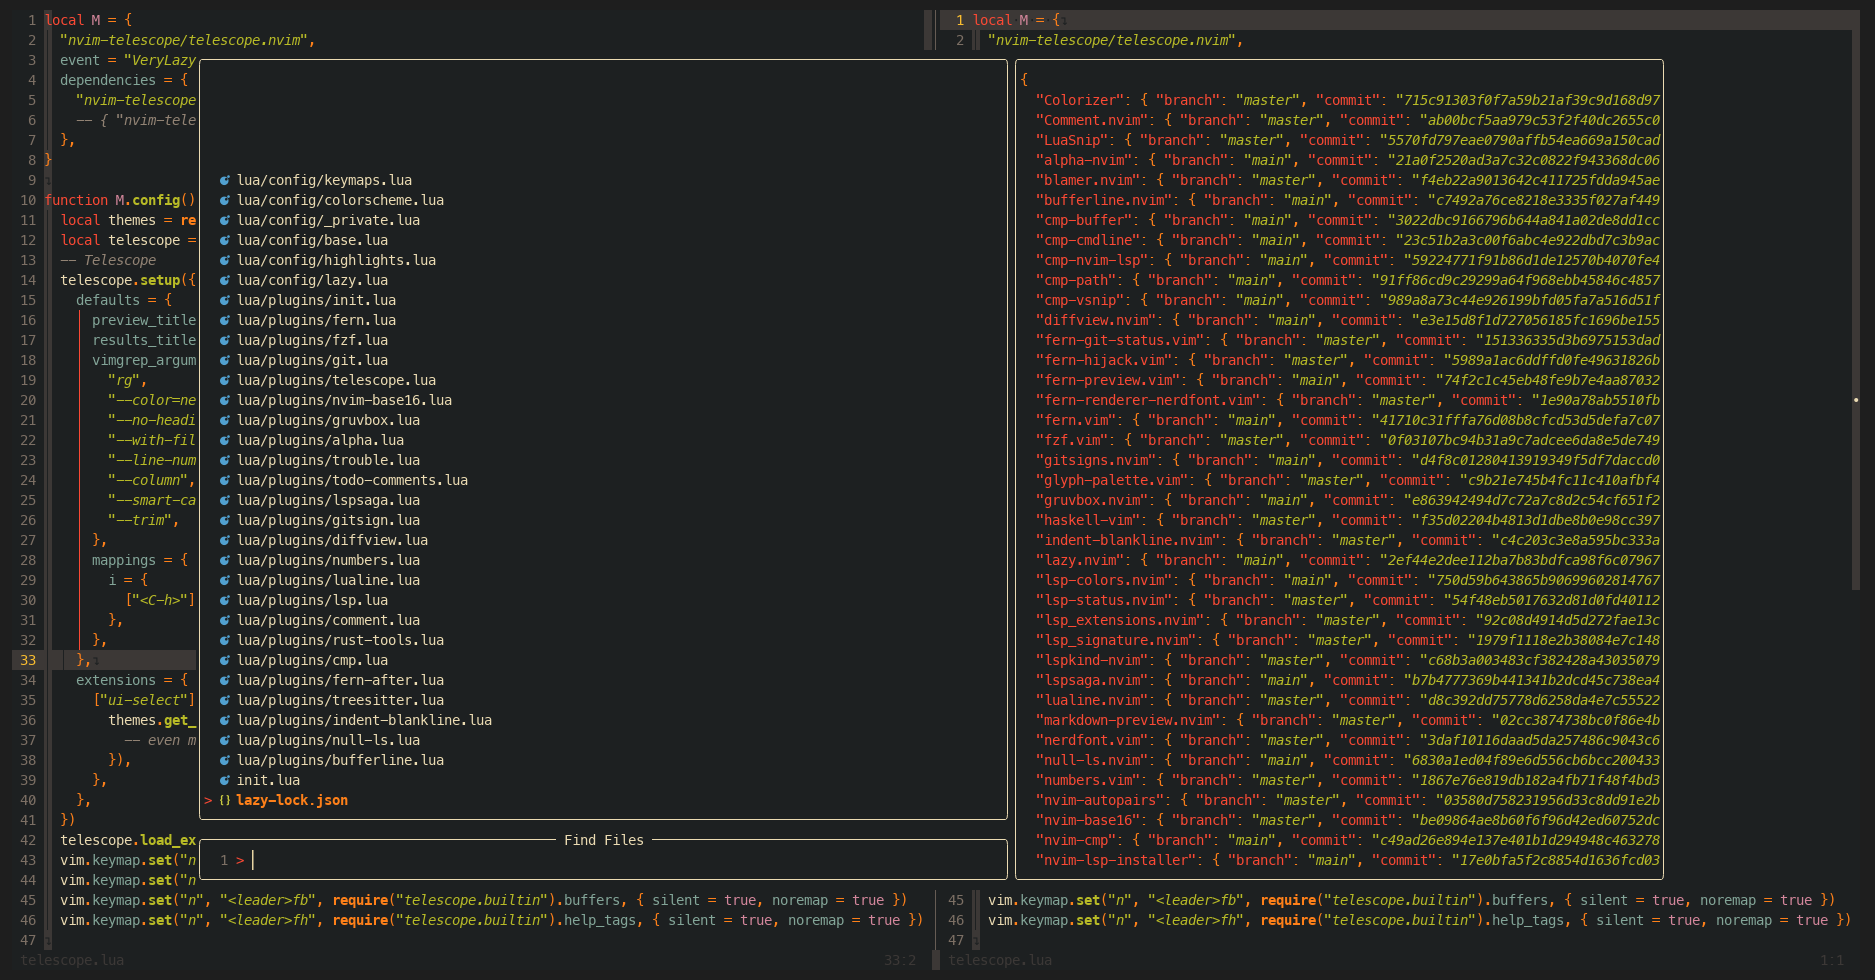 1 local M = {
2 "nvim-telescope/telescope.nvim",
3 event = "VeryLazy
4 dependencies = {
5 "nvim-telescope
6 -- { "nvim-tele
7 },
8 }
9
10 function M.config()
11 local themes = re
12 local telescope =
13 -- Telescope
14 telescope.setup({
15 defaults = {
16 preview_title
17 results_title
18 vimgrep_argum
19 "rg",
20 "--color=ne
21 "--no-headi
22 "--with-fil
23 "--line-num
24 "--column",
25 "--smart-ca
26 "--trim",
27 },
28 mappings = {
29 i = {
30 ["<C-h>"]
31 },
32 },
33 },
34 extensions = {
35 ["ui-select"]
36 themes.get_
37 -- even m
38 }),
39 },
40 },
41 })
42 telescope.load_ex
43 vim.keymap.set("n
44 vim.keymap.set("n
45 vim.keymap.set("n", "<leader>fb", require("telescope.builtin").buffers, { silent = true, noremap = true })
46 vim.keymap.set("n", "<leader>fh", require("telescope.builtin").help_tags, { silent = true, noremap = true })
47
telescope.lua 33:2
lua/config/keymaps.lua
lua/config/colorscheme.lua
lua/config/_private.lua
lua/config/base.lua
lua/config/highlights.lua
lua/config/lazy.lua
lua/plugins/init.lua
lua/plugins/fern.lua
lua/plugins/fzf.lua
lua/plugins/git.lua
lua/plugins/telescope.lua
lua/plugins/nvim-base16.lua
lua/plugins/gruvbox.lua
lua/plugins/alpha.lua
lua/plugins/trouble.lua
lua/plugins/todo-comments.lua
lua/plugins/lspsaga.lua
lua/plugins/gitsign.lua
lua/plugins/diffview.lua
lua/plugins/numbers.lua
lua/plugins/lualine.lua
lua/plugins/lsp.lua
lua/plugins/comment.lua
lua/plugins/rust-tools.lua
lua/plugins/cmp.lua
lua/plugins/fern-after.lua
lua/plugins/treesitter.lua
lua/plugins/indent-blankline.lua
lua/plugins/null-ls.lua
lua/plugins/bufferline.lua
init.lua
> {} lazy-lock.json
Find Files
1 >
1 local M = {
2 "nvim-telescope/telescope.nvim",
{
"Colorizer": { "branch": "master", "commit": "715c91303f0f7a59b21af39c9d168d97
"Comment.nvim": { "branch": "master", "commit": "ab00bcf5aa979c53f2f40dc2655c0
"LuaSnip": { "branch": "master", "commit": "5570fd797eae0790affb54ea669a150cad
"alpha-nvim": { "branch": "main", "commit": "21a0f2520ad3a7c32c0822f943368dc06
"blamer.nvim": { "branch": "master", "commit": "f4eb22a9013642c411725fdda945ae
"bufferline.nvim": { "branch": "main", "commit": "c7492a76ce8218e3335f027af449
"cmp-buffer": { "branch": "main", "commit": "3022dbc9166796b644a841a02de8dd1cc
"cmp-cmdline": { "branch": "main", "commit": "23c51b2a3c00f6abc4e922dbd7c3b9ac
"cmp-nvim-lsp": { "branch": "main", "commit": "59224771f91b86d1de12570b4070fe4
"cmp-path": { "branch": "main", "commit": "91ff86cd9c29299a64f968ebb45846c4857
"cmp-vsnip": { "branch": "main", "commit": "989a8a73c44e926199bfd05fa7a516d51f
"diffview.nvim": { "branch": "main", "commit": "e3e15d8f1d727056185fc1696be155
"fern-git-status.vim": { "branch": "master", "commit": "151336335d3b6975153dad
"fern-hijack.vim": { "branch": "master", "commit": "5989a1ac6ddffd0fe49631826b
"fern-preview.vim": { "branch": "main", "commit": "74f2c1c45eb48fe9b7e4aa87032
"fern-renderer-nerdfont.vim": { "branch": "master", "commit": "1e90a78ab5510fb
"fern.vim": { "branch": "main", "commit": "41710c31fffa76d08b8cfcd53d5defa7c07
"fzf.vim": { "branch": "master", "commit": "0f03107bc94b31a9c7adcee6da8e5de749
"gitsigns.nvim": { "branch": "main", "commit": "d4f8c01280413919349f5df7daccd0
"glyph-palette.vim": { "branch": "master", "commit": "c9b21e745b4fc11c410afbf4
"gruvbox.nvim": { "branch": "main", "commit": "e863942494d7c72a7c8d2c54cf651f2
"haskell-vim": { "branch": "master", "commit": "f35d02204b4813d1dbe8b0e98cc397
"indent-blankline.nvim": { "branch": "master", "commit": "c4c203c3e8a595bc333a
"lazy.nvim": { "branch": "main", "commit": "2ef44e2dee112ba7b83bdfca98f6c07967
"lsp-colors.nvim": { "branch": "main", "commit": "750d59b643865b90699602814767
"lsp-status.nvim": { "branch": "master", "commit": "54f48eb5017632d81d0fd40112
"lsp_extensions.nvim": { "branch": "master", "commit": "92c08d4914d5d272fae13c
"lsp_signature.nvim": { "branch": "master", "commit": "1979f1118e2b38084e7c148
"lspkind-nvim": { "branch": "master", "commit": "c68b3a003483cf382428a43035079
"lspsaga.nvim": { "branch": "main", "commit": "b7b4777369b441341b2dcd45c738ea4
"lualine.nvim": { "branch": "master", "commit": "d8c392dd75778d6258da4e7c55522
"markdown-preview.nvim": { "branch": "master", "commit": "02cc3874738bc0f86e4b
"nerdfont.vim": { "branch": "master", "commit": "3daf10116daad5da257486c9043c6
"null-ls.nvim": { "branch": "main", "commit": "6830a1ed04f89e6d556cb6bcc200433
"numbers.vim": { "branch": "master", "commit": "1867e76e819db182a4fb71f48f4bd3
"nvim-autopairs": { "branch": "master", "commit": "03580d758231956d33c8dd91e2b
"nvim-base16": { "branch": "master", "commit": "be09864ae8b60f6f96d42ed60752dc
"nvim-cmp": { "branch": "main", "commit": "c49ad26e894e137e401b1d294948c463278
"nvim-lsp-installer": { "branch": "main", "commit": "17e0bfa5f2c8854d1636fcd03
45 vim.keymap.set("n", "<leader>fb", require("telescope.builtin").buffers, { silent = true, noremap = true })
46 vim.keymap.set("n", "<leader>fh", require("telescope.builtin").help_tags, { silent = true, noremap = true })
47
telescope.lua 1:1